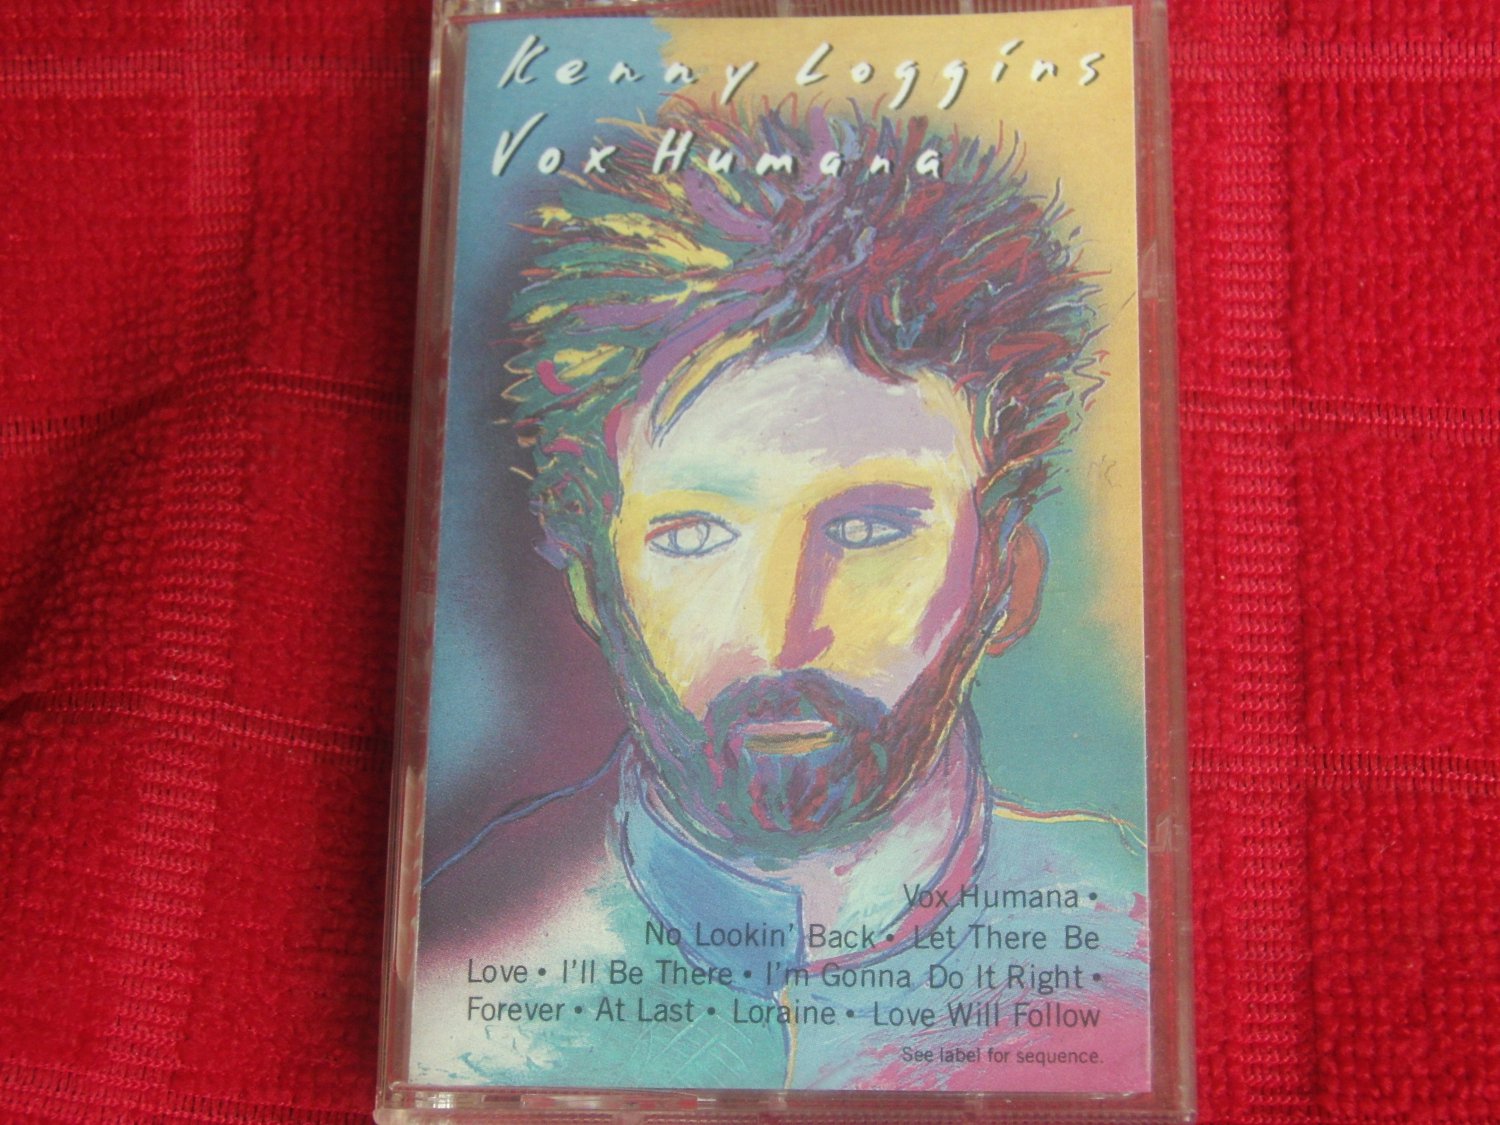 Kenny Loggins
Vox Humana
Vox Humana •
No Lookin' Back • Let There Be
Love • I'll Be There • I'm Gonna Do It Right •
Forever • At Last • Loraine • Love Will Follow
See label for sequence.